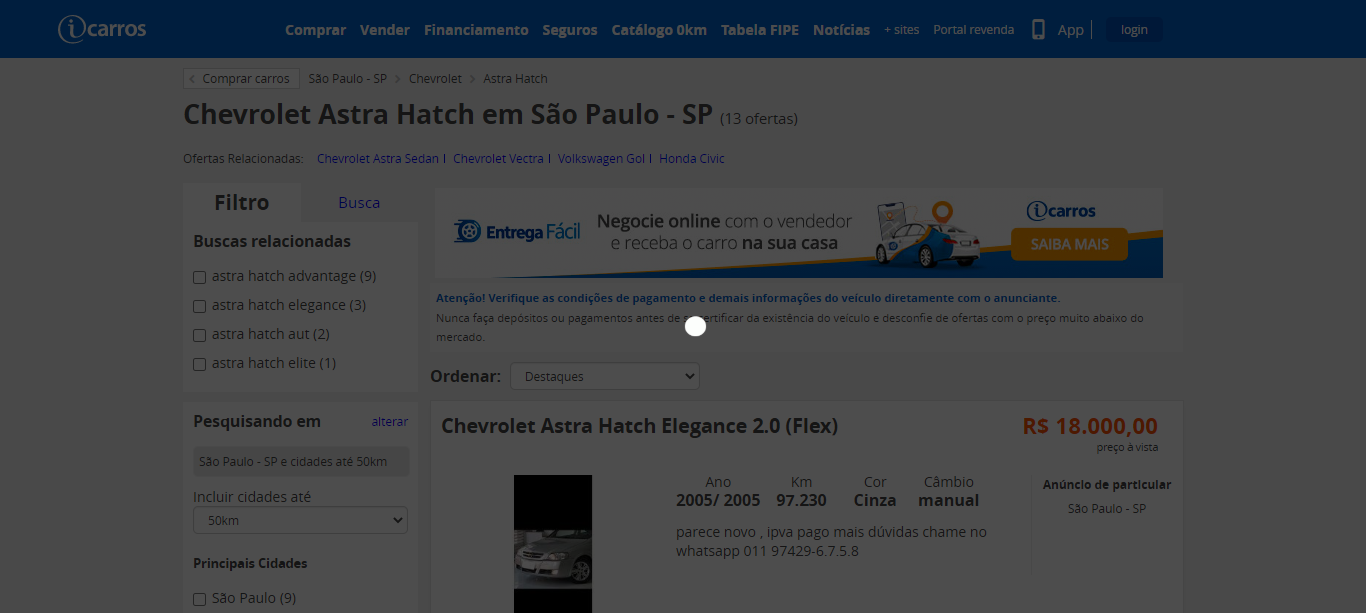 icarros
Comprar Vender Financiamento Seguros Catálogo 0km Tabela FIPE Notícias + sites Portal revenda App login
Comprar carros São Paulo - SP Chevrolet Astra Hatch
Chevrolet Astra Hatch em São Paulo - SP (13 ofertas)
Ofertas Relacionadas: Chevrolet Astra Sedan | Chevrolet Vectra | Volkswagen Gol | Honda Civic
Filtro Busca
Buscas relacionadas
astra hatch advantage (9)
astra hatch elegance (3)
astra hatch aut (2)
astra hatch elite (1)
Pesquisando em alterar
São Paulo - SP e cidades até 50km
Incluir cidades até
50km
Principais Cidades
São Paulo (9)
Entrega Fácil
Negocie online com o vendedor
e receba o carro na sua casa
icarros
SAIBA MAIS
Atenção! Verifique as condições de pagamento e demais informações do veículo diretamente com o anunciante.
Nunca faça depósitos ou pagamentos antes de se certificar da existência do veículo e desconfie de ofertas com o preço muito abaixo do
mercado.
Ordenar: Destaques
Chevrolet Astra Hatch Elegance 2.0 (Flex)
R$ 18.000,00
preço à vista
Ano Km Cor Câmbio
2005/ 2005 97.230 Cinza manual
parece novo , ipva pago mais dúvidas chame no
whatsapp 011 97429-6.7.5.8
Anúncio de particular
São Paulo - SP